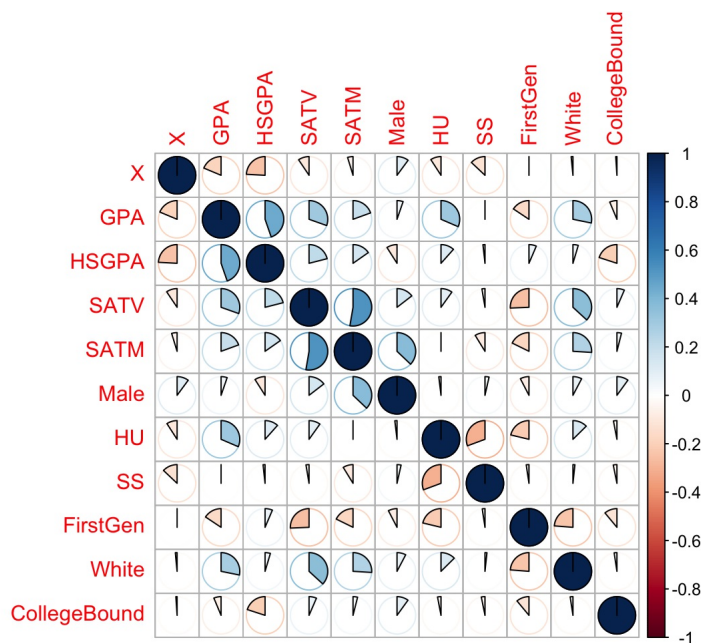 X
GPA
HSGPA
SATV
SATM
Male
HU
SS
FirstGen
White
CollegeBound
X
GPA
HSGPA
SATV
SATM
Male
HU
SS
FirstGen
White
CollegeBound
1
0.8
0.6
0.4
0.2
0
-0.2
-0.4
-0.6
-0.8
-1